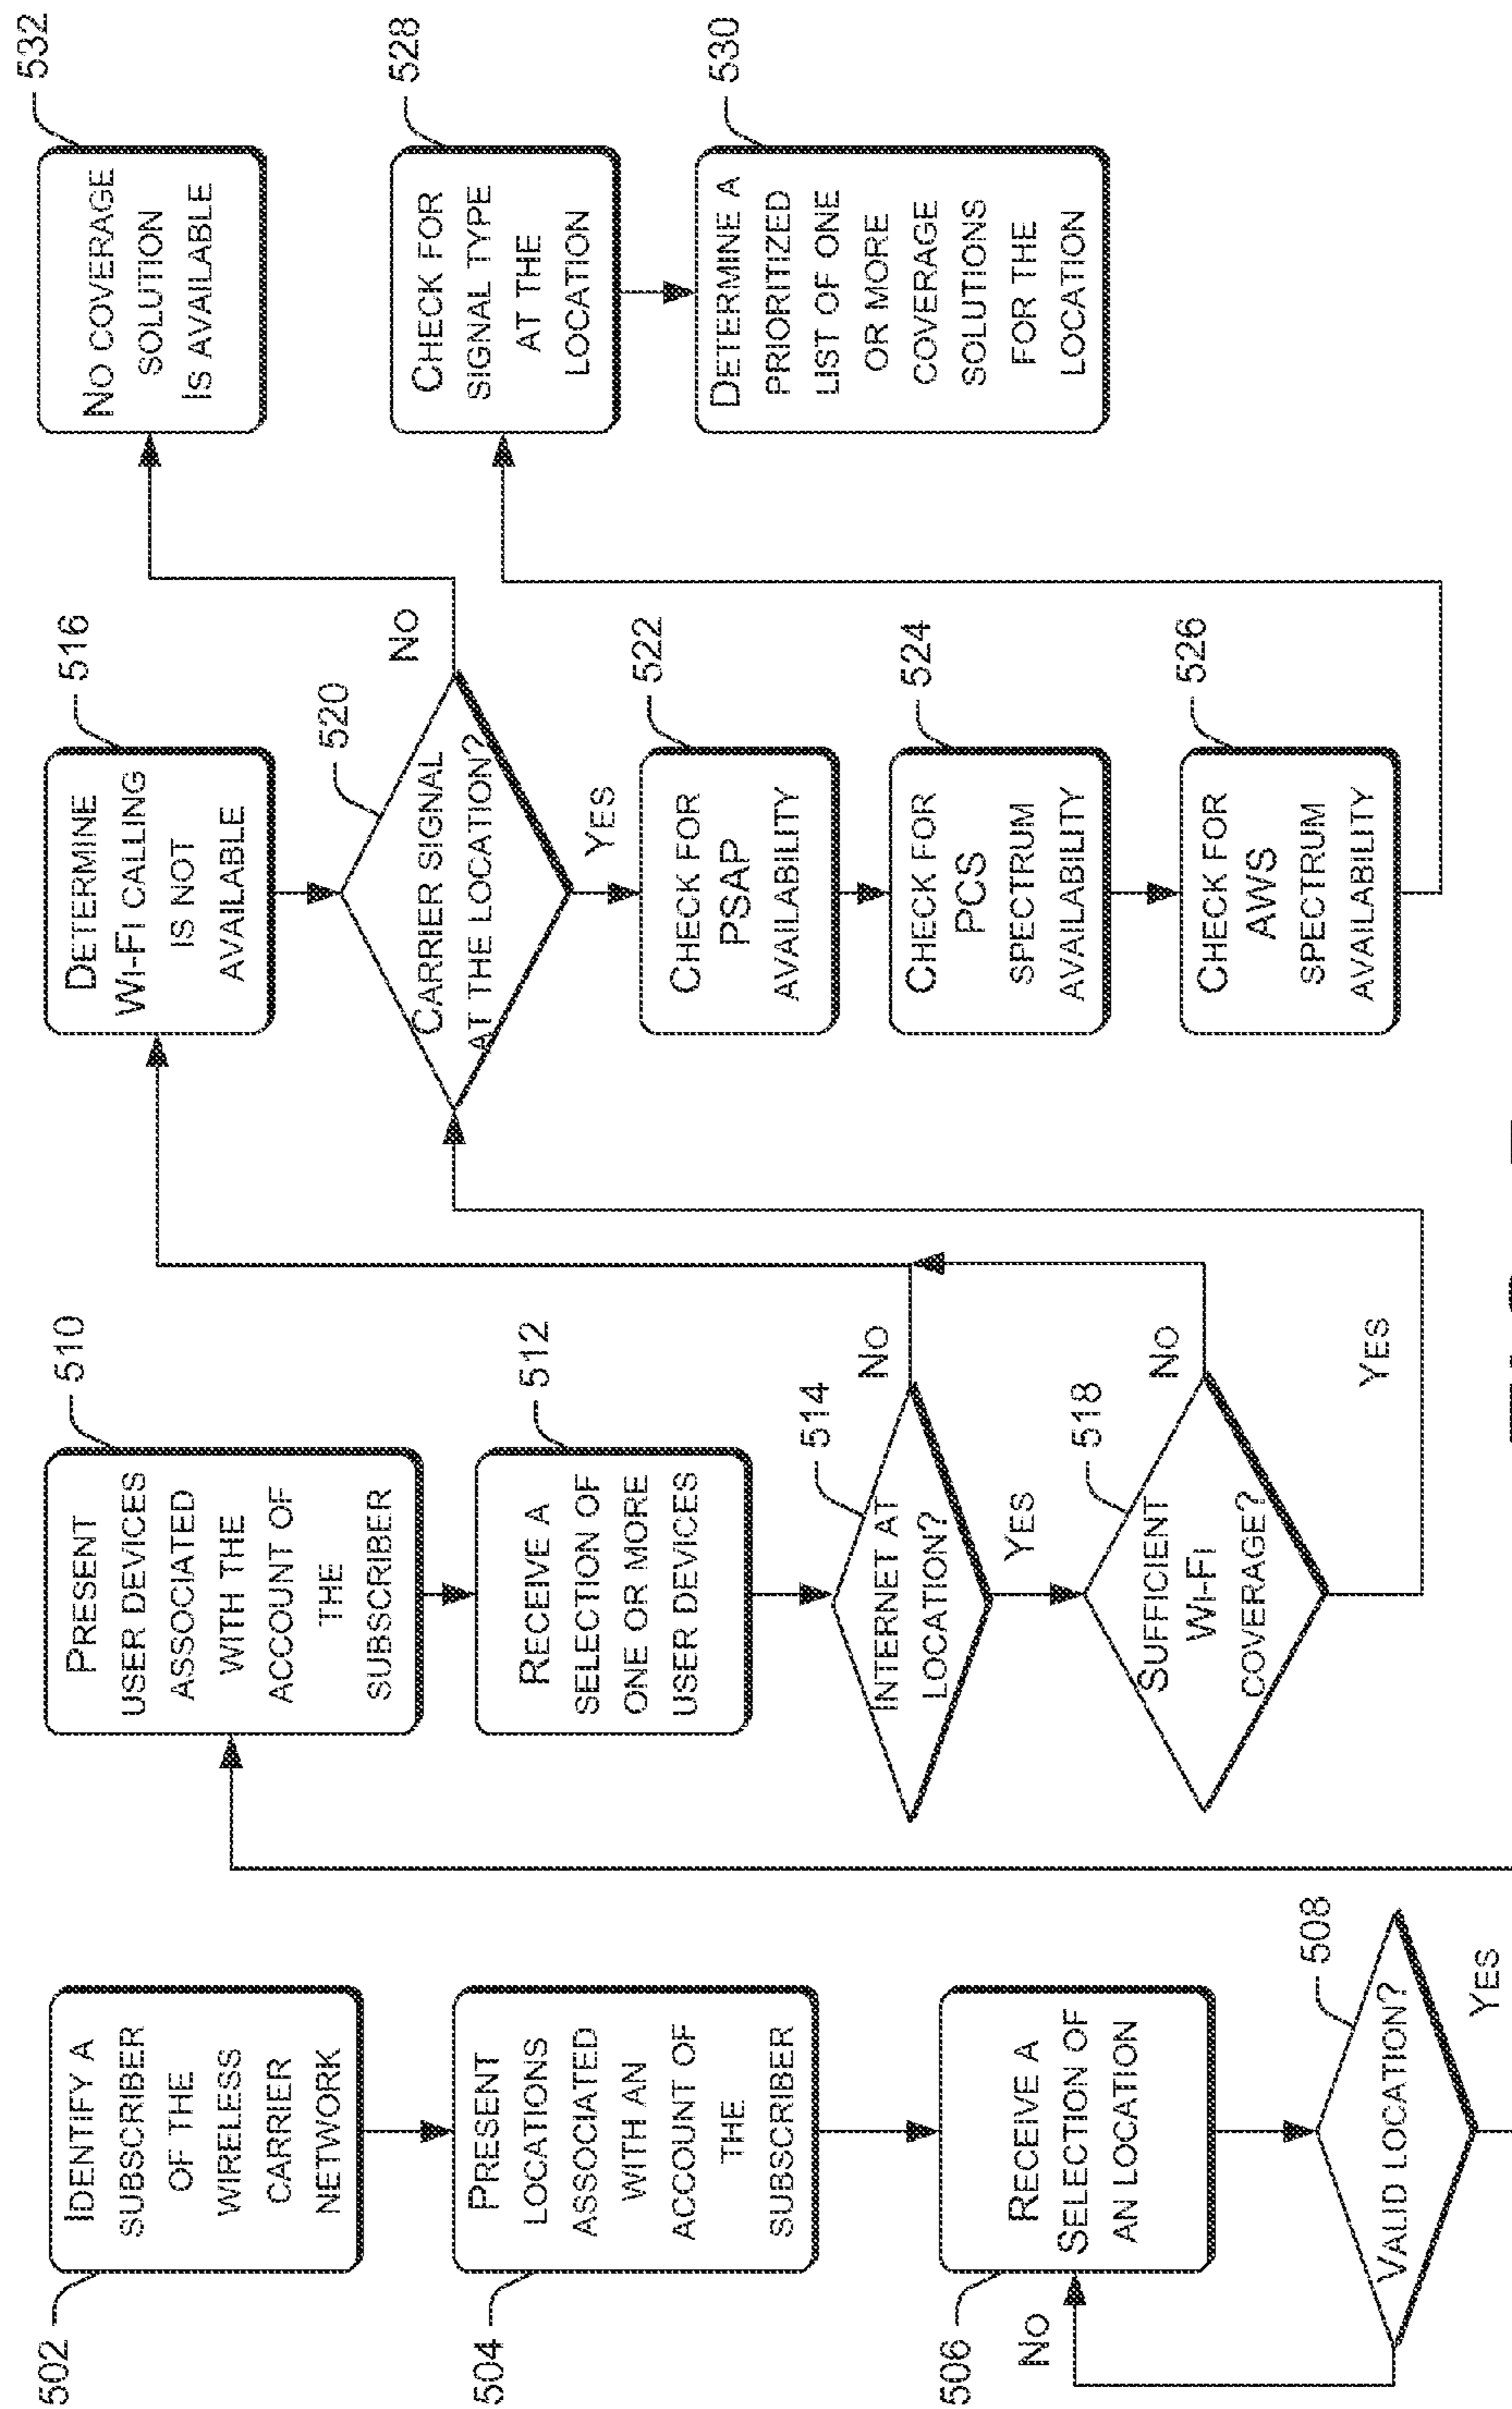 502
IDENTIFY A
SUBSCRIBER
OF THE
WIRELESS
CARRIER
NETWORK
504
PRESENT
LOCATIONS
ASSOCIATED
WITH AN
ACCOUNT OF
THE
SUBSCRIBER
506
RECEIVE A
SELECTION OF
AN LOCATION
NO
508
VALID LOCATION?
YES
510
PRESENT
USER DEVICES
ASSOCIATED
WITH THE
ACCOUNT OF
THE
SUBSCRIBER
512
RECEIVE A
SELECTION OF
ONE OR MORE
USER DEVICES
514
INTERNET AT
LOCATION?
NO
YES
518
SUFFICIENT
WI-FI
COVERAGE?
NO
YES
516
DETERMINE
WI-FI CALLING
IS NOT
AVAILABLE
520
CARRIER SIGNAL
AT THE LOCATION?
NO
YES
522
CHECK FOR
PSAP
AVAILABILITY
524
CHECK FOR
PCS
SPECTRUM
AVAILABILITY
526
CHECK FOR
AWS
SPECTRUM
AVAILABILITY
532
NO COVERAGE
SOLUTION
IS AVAILABLE
528
CHECK FOR
SIGNAL TYPE
AT THE
LOCATION
530
DETERMINE A
PRIORITIZED
LIST OF ONE
OR MORE
COVERAGE
SOLUTIONS
FOR THE
LOCATION